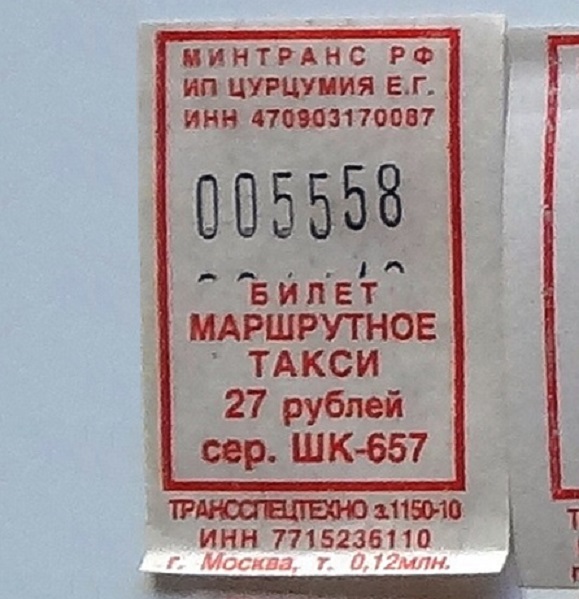 МИНТРАНС РФ
ИП ЦУРЦУМИЯ Е.Г.
ИНН 470903170087
005558
БИЛЕТ
МАРШРУТНОЕ
ТАКСИ
27 рублей
сер. ШК-657
ТРАНССПЕЦТЕХНО з.1150-10
ИНН 7715236110
г. Москва, т. 0,12млн.